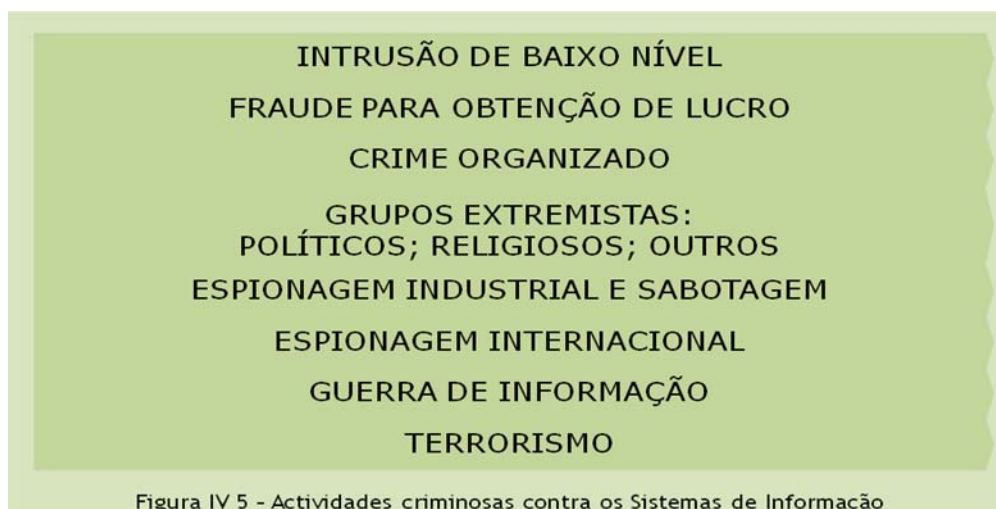 INTRUSÃO DE BAIXO NÍVEL
FRAUDE PARA OBTENÇÃO DE LUCRO
CRIME ORGANIZADO
GRUPOS EXTREMISTAS:
POLÍTICOS; RELIGIOSOS; OUTROS
ESPIONAGEM INDUSTRIAL E SABOTAGEM
ESPIONAGEM INTERNACIONAL
GUERRA DE INFORMAÇÃO
TERRORISMO
Figura IV 5 - Actividades criminosas contra os Sistemas de Informação